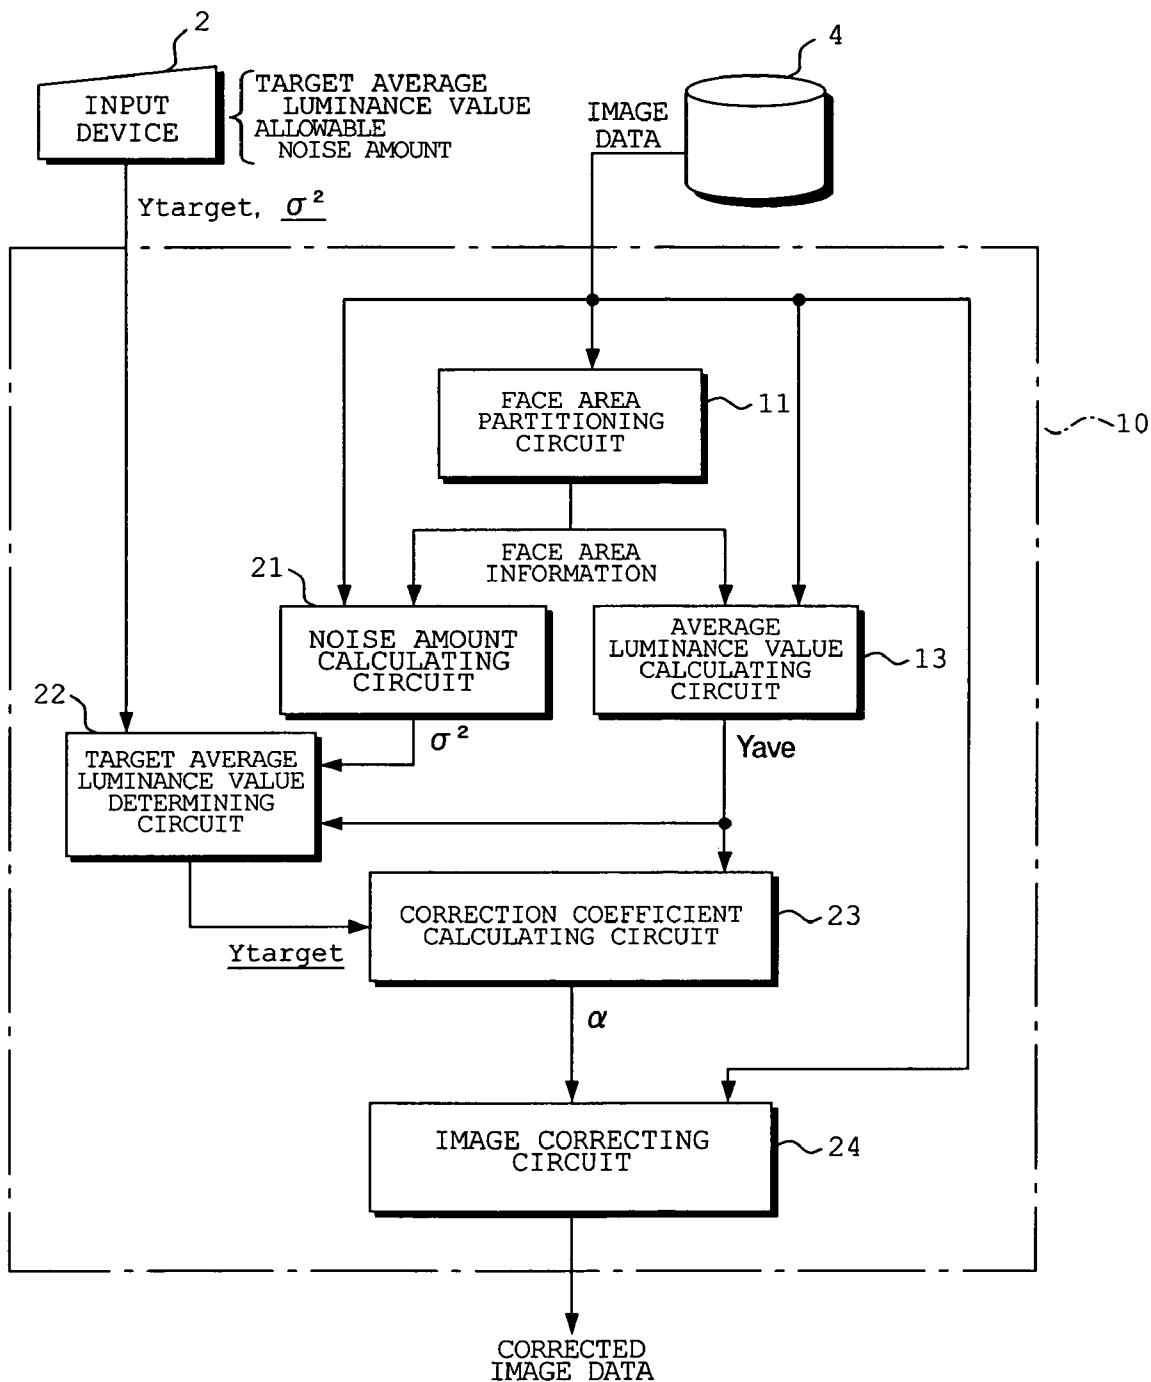 2
4
INPUT
DEVICE
TARGET AVERAGE
LUMINANCE VALUE
ALLOWABLE
NOISE AMOUNT
IMAGE
DATA
Ytarget, σ²
10
FACE AREA
PARTITIONING
CIRCUIT
11
FACE AREA
INFORMATION
21
NOISE AMOUNT
CALCULATING
CIRCUIT
AVERAGE
LUMINANCE VALUE
CALCULATING
CIRCUIT
13
22
σ²
Yave
TARGET AVERAGE
LUMINANCE VALUE
DETERMINING
CIRCUIT
CORRECTION COEFFICIENT
CALCULATING CIRCUIT
23
Ytarget
α
IMAGE CORRECTING
CIRCUIT
24
CORRECTED
IMAGE DATA